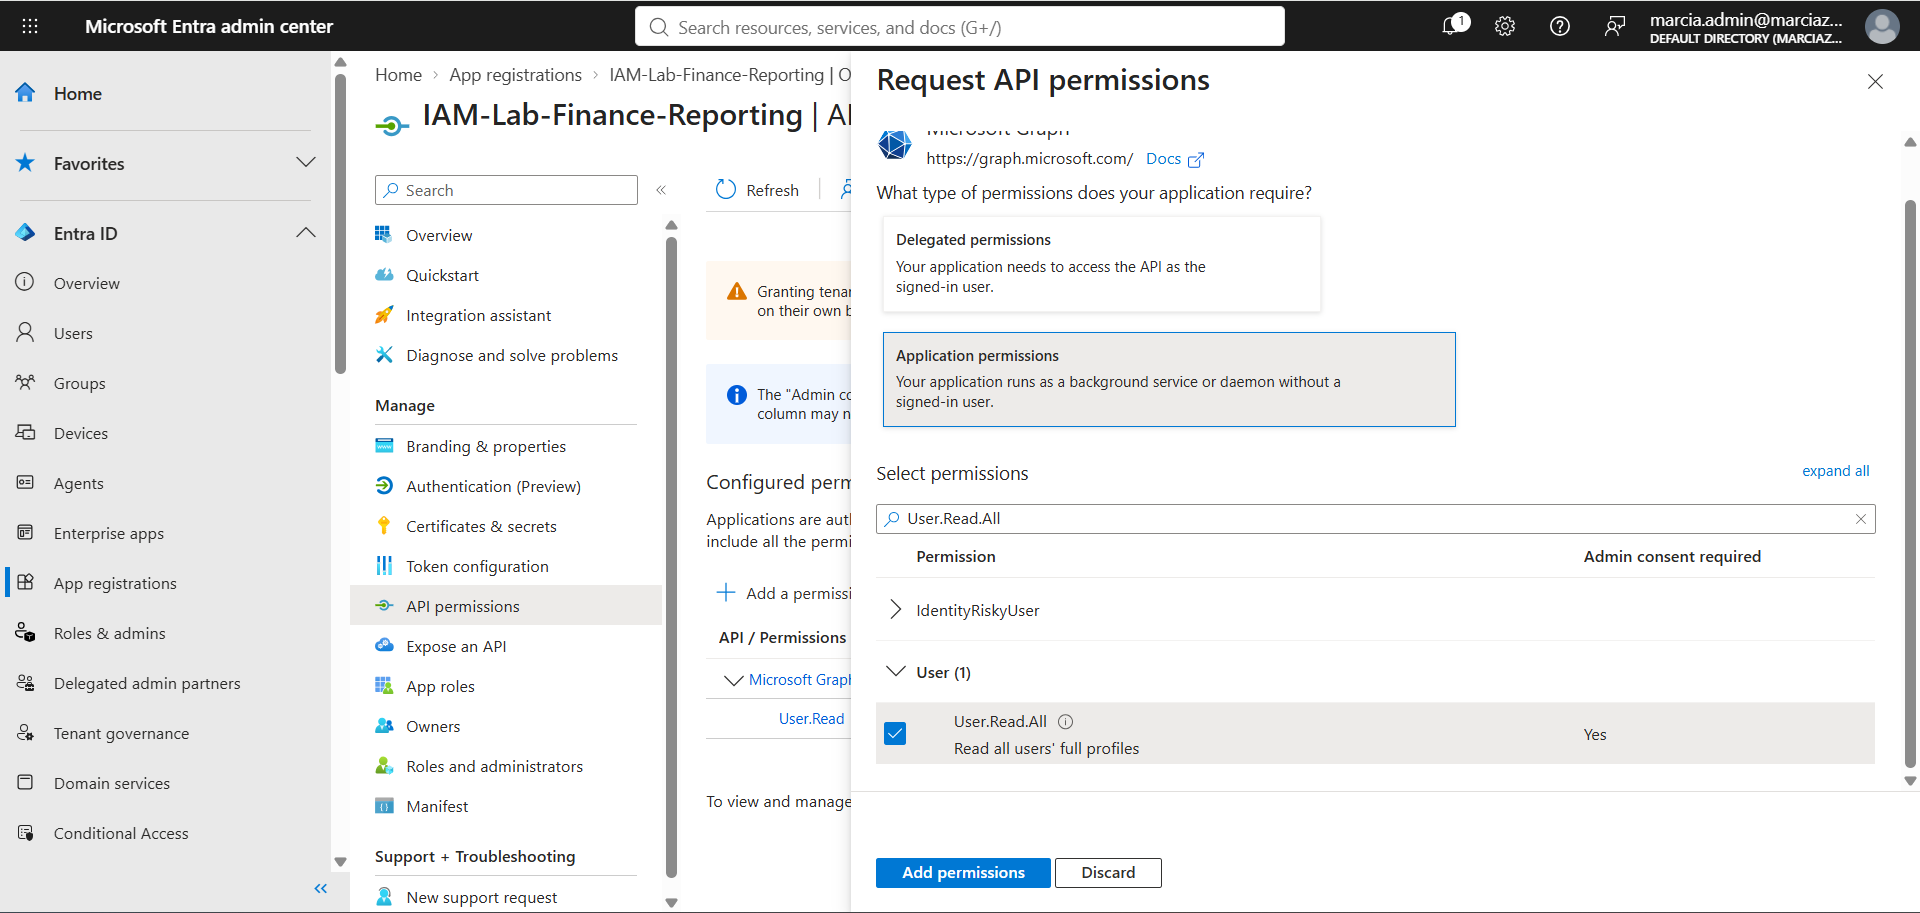 Microsoft Entra admin center
Search resources, services, and docs (G+/)
1
marcia.admin@marciaz...
DEFAULT DIRECTORY (MARCIAZ...
Home
Favorites
Entra ID
Overview
Users
Groups
Devices
Agents
Enterprise apps
App registrations
Roles & admins
Delegated admin partners
Tenant governance
Domain services
Conditional Access
Home
App registrations
IAM-Lab-Finance-Reporting | O
IAM-Lab-Finance-Reporting | AI
Search
Overview
Quickstart
Integration assistant
Diagnose and solve problems
Manage
Branding & properties
Authentication (Preview)
Certificates & secrets
Token configuration
API permissions
Expose an API
App roles
Owners
Roles and administrators
Manifest
Support + Troubleshooting
New support request
Refresh
Granting tenan
on their own b
The "Admin co
column may n
Configured perm
Applications are aut
include all the permi
Add a permissi
API / Permissions
Microsoft Graph
User.Read
To view and manage
Request API permissions
Microsoft Graph
https://graph.microsoft.com/ Docs
What type of permissions does your application require?
Delegated permissions
Your application needs to access the API as the
signed-in user.
Application permissions
Your application runs as a background service or daemon without a
signed-in user.
Select permissions
expand all
User.Read.All
Permission
Admin consent required
IdentityRiskyUser
User (1)
User.Read.All
Read all users' full profiles
Yes
Add permissions
Discard